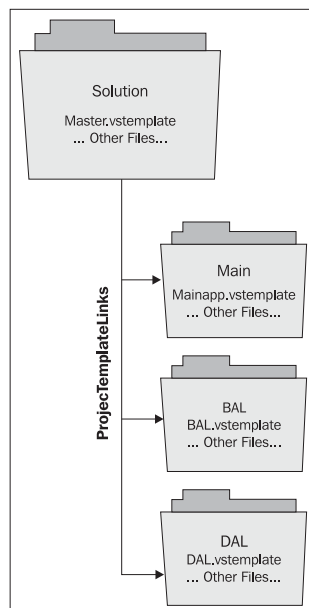 Solution
Master.vstemplate
... Other Files...
Main
Mainapp.vstemplate
... Other Files...
ProjecTemplateLinks
BAL
BAL.vstemplate
... Other Files...
DAL
DAL.vstemplate
... Other Files...